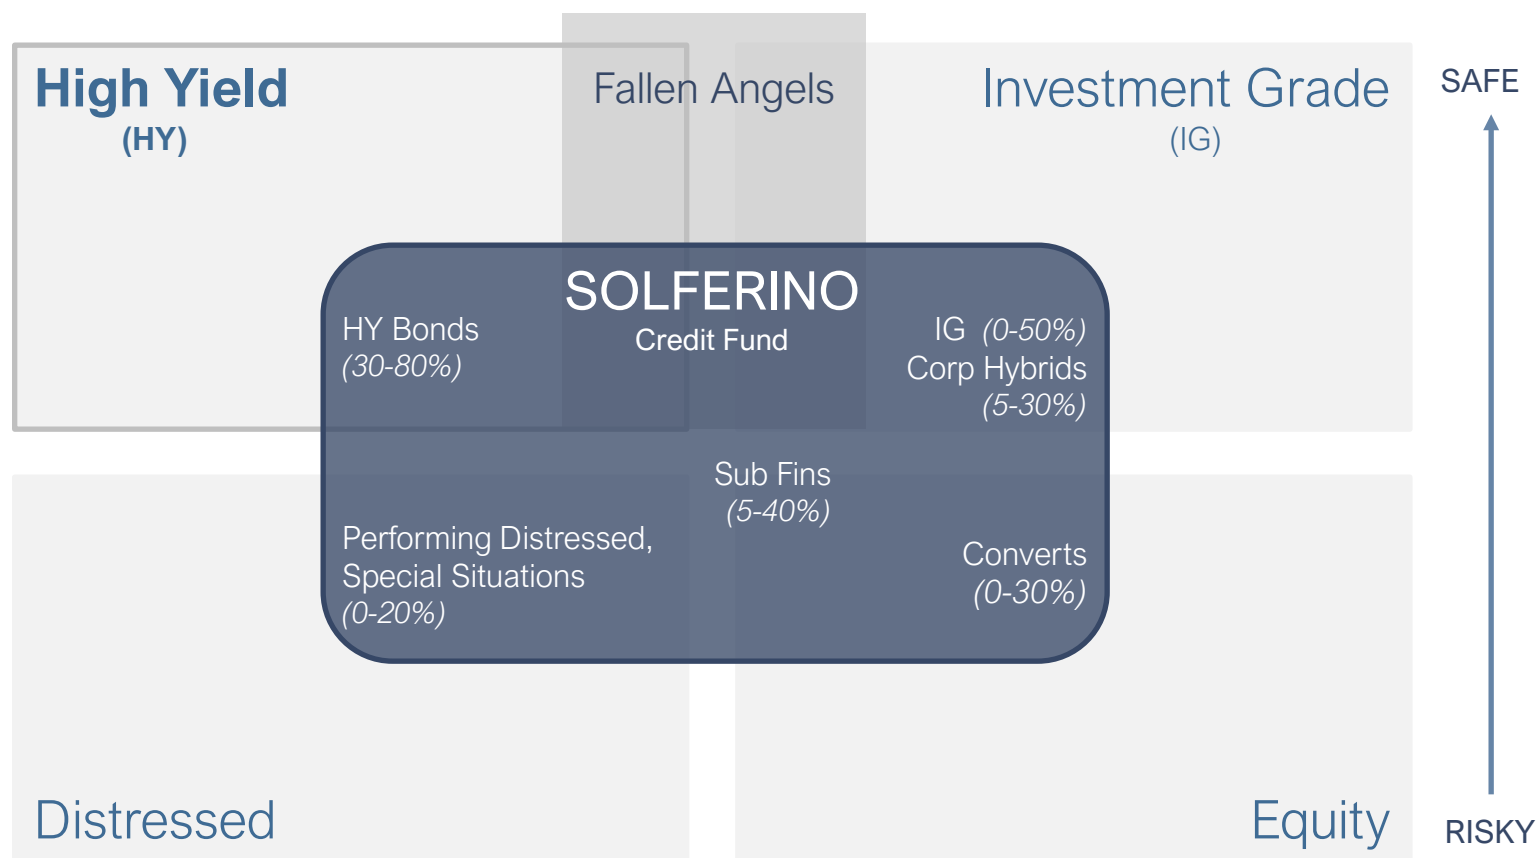 High Yield
(HY)
Fallen Angels
Investment Grade
(IG)
SAFE
SOLFERINO
Credit Fund
HY Bonds
(30-80%)
IG (0-50%)
Corp Hybrids
(5-30%)
Sub Fins
(5-40%)
Performing Distressed,
Special Situations
(0-20%)
Converts
(0-30%)
Distressed
Equity
RISKY